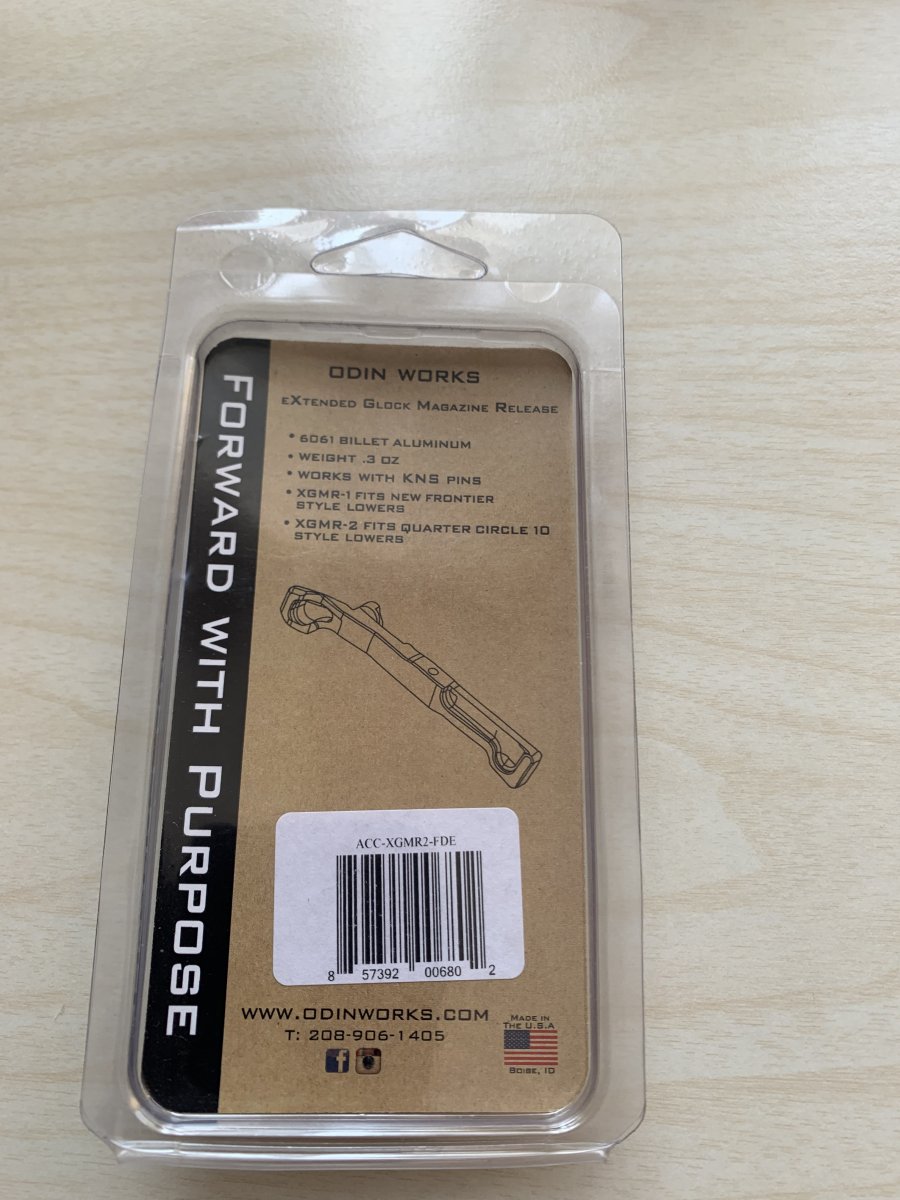 FORWARD WITH PURPOSE
ODIN WORKS
eXtended Glock Magazine Release
• 6061 BILLET ALUMINUM
• WEIGHT .3 OZ
• WORKS WITH KNS PINS
• XGMR-1 FITS NEW FRONTIER
STYLE LOWERS
• XGMR-2 FITS QUARTER CIRCLE 10
STYLE LOWERS
ACC-XGMR2-FDE
8 57392 00680 2
WWW.ODINWORKS.COM
T: 208-906-1405
f
MADE IN
THE U.S.A
BOISE, ID